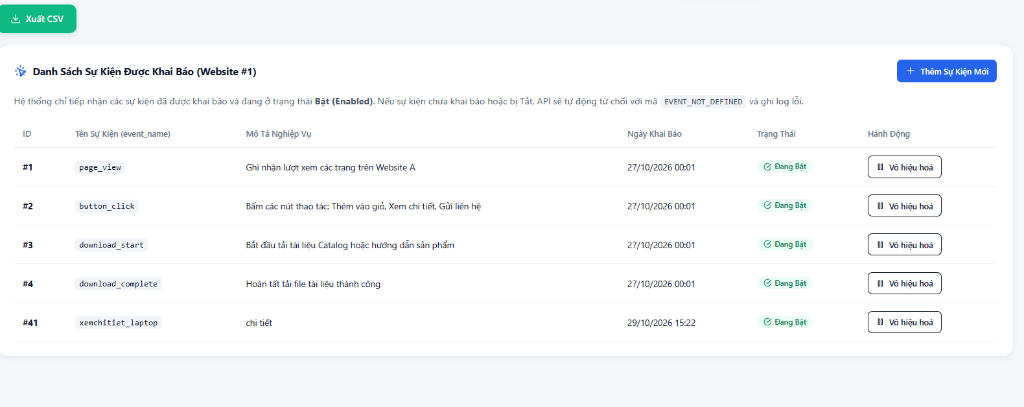 Xuất CSV
Danh Sách Sự Kiện Được Khai Báo (Website #1)
Thêm Sự Kiện Mới
Hệ thống chỉ tiếp nhận các sự kiện đã được khai báo và đang ở trạng thái Bật (Enabled). Nếu sự kiện chưa khai báo hoặc bị Tắt, API sẽ tự động từ chối với mã EVENT_NOT_DEFINED và ghi log lỗi.
ID Tên Sự Kiện (event_name) Mô Tả Nghiệp Vụ Ngày Khai Báo Trạng Thái Hành Động
#1 page_view Ghi nhận lượt xem các trang trên Website A 27/10/2026 00:01 Đang Bật Vô hiệu hoá
#2 button_click Bấm các nút thao tác: Thêm vào giỏ, Xem chi tiết, Gửi liên hệ 27/10/2026 00:01 Đang Bật Vô hiệu hoá
#3 download_start Bắt đầu tải tài liệu Catalog hoặc hướng dẫn sản phẩm 27/10/2026 00:01 Đang Bật Vô hiệu hoá
#4 download_complete Hoàn tất tải file tài liệu thành công 27/10/2026 00:01 Đang Bật Vô hiệu hoá
#41 xemchitiet_laptop chi tiết 29/10/2026 15:22 Đang Bật Vô hiệu hoá